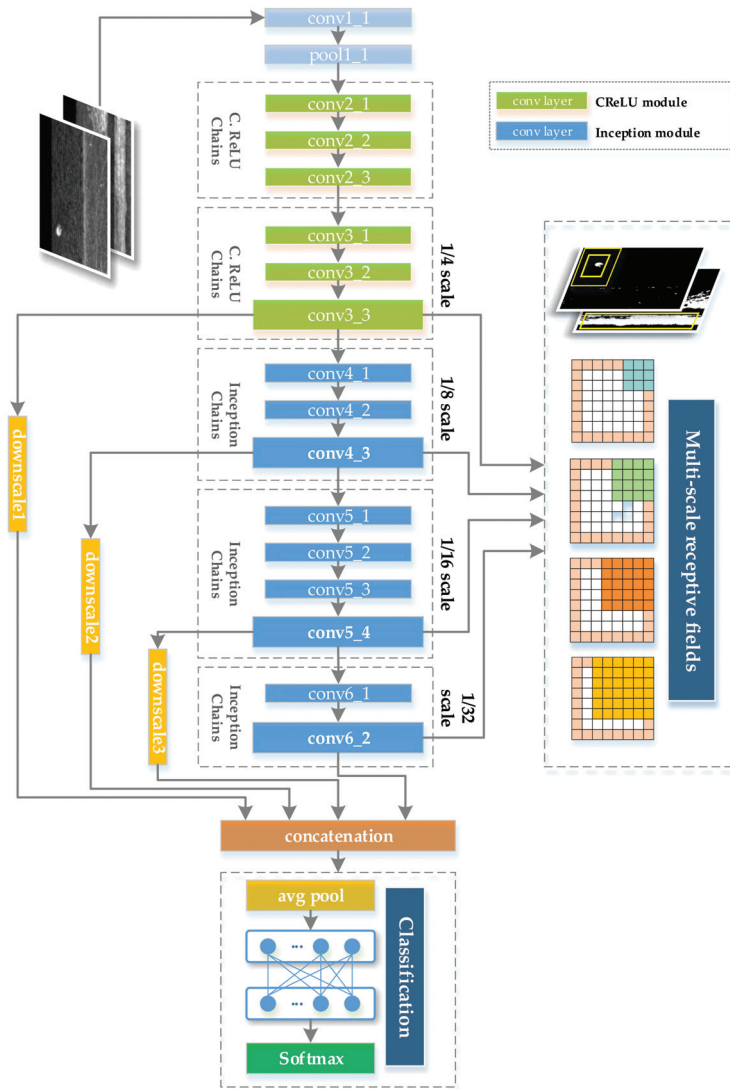 conv1_1
pool1_1
C. ReLU
Chains
conv2_1
conv2_2
conv2_3
conv layer CReLU module
conv layer Inception module
C. ReLU
Chains
conv3_1
conv3_2
conv3_3
1/4 scale
Inception
Chains
conv4_1
conv4_2
conv4_3
1/8 scale
Inception
Chains
conv5_1
conv5_2
conv5_3
conv5_4
1/16 scale
Inception
Chains
conv6_1
conv6_2
1/32
scale
downscale1
downscale2
downscale3
Multi-scale receptive fields
concatenation
avg pool
...
...
Softmax
Classification